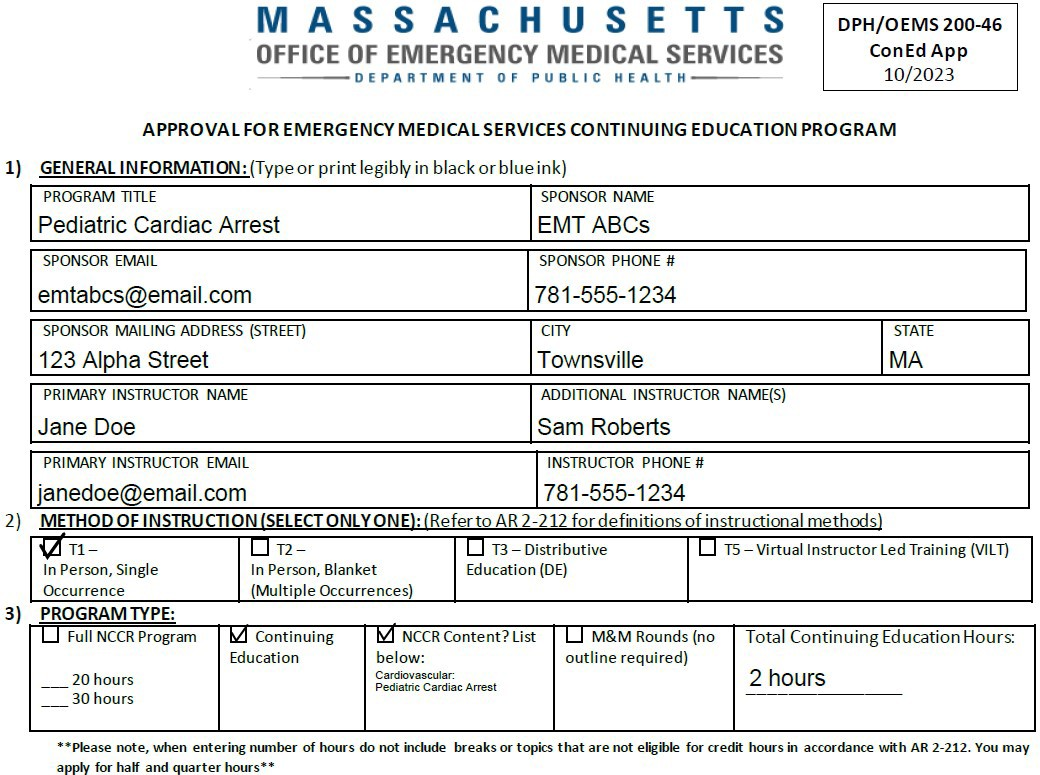 MASSACHUSETTS
OFFICE OF EMERGENCY MEDICAL SERVICES
DEPARTMENT OF PUBLIC HEALTH
DPH/OEMS 200-46
ConEd App
10/2023
APPROVAL FOR EMERGENCY MEDICAL SERVICES CONTINUING EDUCATION PROGRAM
1) GENERAL INFORMATION: (Type or print legibly in black or blue ink)
PROGRAM TITLE
Pediatric Cardiac Arrest
SPONSOR NAME
EMT ABCs
SPONSOR EMAIL
emtabcs@email.com
SPONSOR PHONE #
781-555-1234
SPONSOR MAILING ADDRESS (STREET)
123 Alpha Street
CITY
Townsville
STATE
MA
PRIMARY INSTRUCTOR NAME
Jane Doe
ADDITIONAL INSTRUCTOR NAME(S)
Sam Roberts
PRIMARY INSTRUCTOR EMAIL
janedoe@email.com
INSTRUCTOR PHONE #
781-555-1234
2) METHOD OF INSTRUCTION (SELECT ONLY ONE): (Refer to AR 2-212 for definitions of instructional methods)
T1 –
In Person, Single
Occurrence
T2 –
In Person, Blanket
(Multiple Occurrences)
T3 – Distributive
Education (DE)
T5 – Virtual Instructor Led Training (VILT)
3) PROGRAM TYPE:
Full NCCR Program
___ 20 hours
___ 30 hours
Continuing
Education
NCCR Content? List
below:
Cardiovascular:
Pediatric Cardiac Arrest
M&M Rounds (no
outline required)
Total Continuing Education Hours:
2 hours
**Please note, when entering number of hours do not include breaks or topics that are not eligible for credit hours in accordance with AR 2-212. You may
apply for half and quarter hours**